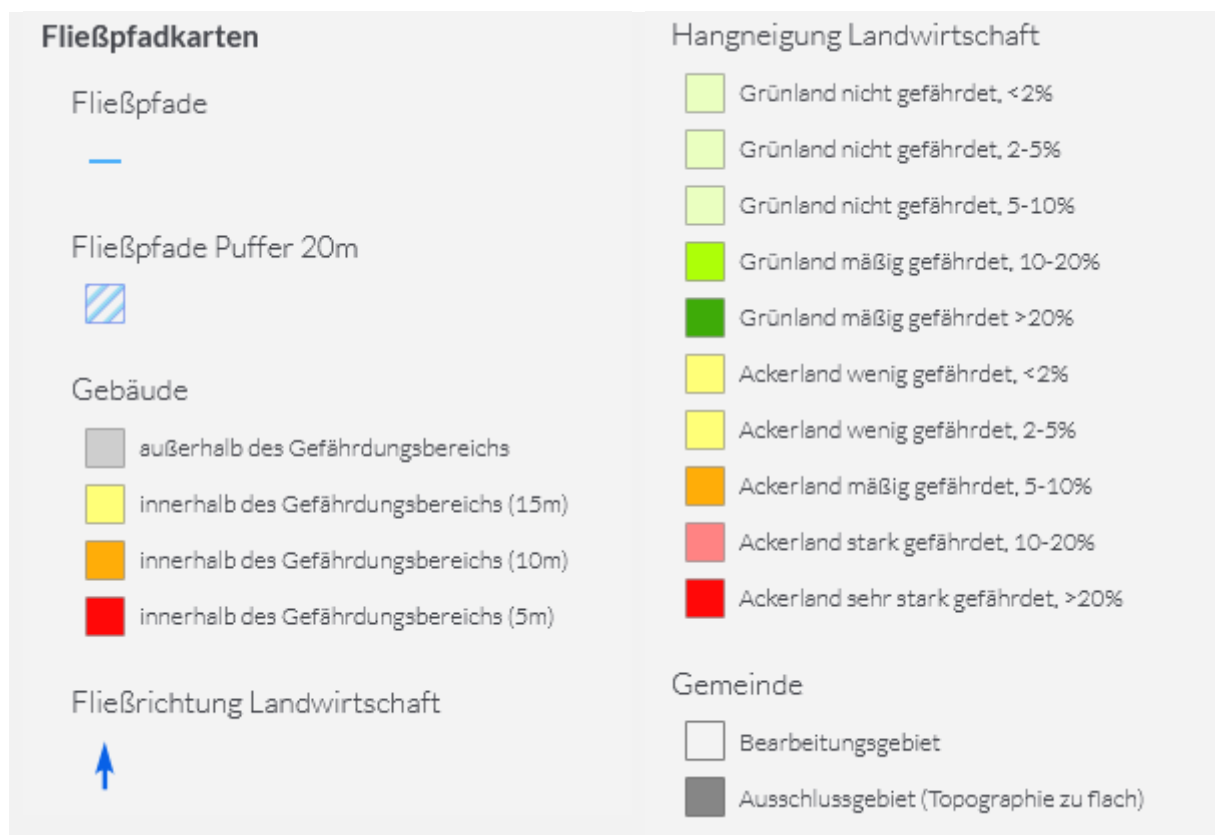 Fließpfadkarten
Fließpfade
Fließpfade Puffer 20m
Gebäude
außerhalb des Gefährdungsbereichs
innerhalb des Gefährdungsbereichs (15m)
innerhalb des Gefährdungsbereichs (10m)
innerhalb des Gefährdungsbereichs (5m)
Fließrichtung Landwirtschaft
Hangneigung Landwirtschaft
Grünland nicht gefährdet, <2%
Grünland nicht gefährdet, 2-5%
Grünland nicht gefährdet, 5-10%
Grünland mäßig gefährdet, 10-20%
Grünland mäßig gefährdet >20%
Ackerland wenig gefährdet, <2%
Ackerland wenig gefährdet, 2-5%
Ackerland mäßig gefährdet, 5-10%
Ackerland stark gefährdet, 10-20%
Ackerland sehr stark gefährdet, >20%
Gemeinde
Bearbeitungsgebiet
Ausschlussgebiet (Topographie zu flach)